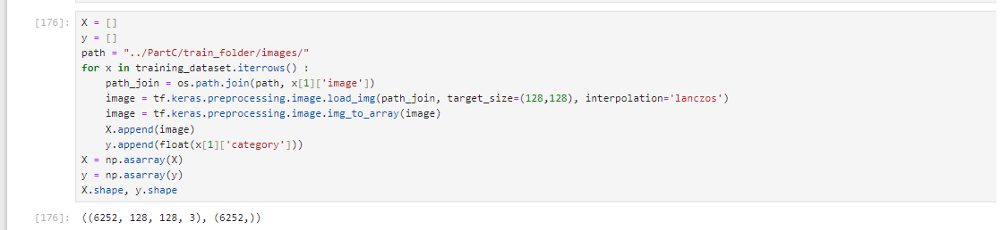 [176]: X = []
y = []
path = "../PartC/train_folder/images/"
for x in training_dataset.iterrows() :
    path_join = os.path.join(path, x[1]['image'])
    image = tf.keras.preprocessing.image.load_img(path_join, target_size=(128,128), interpolation='lanczos')
    image = tf.keras.preprocessing.image.img_to_array(image)
    X.append(image)
    y.append(float(x[1]['category']))
X = np.asarray(X)
y = np.asarray(y)
X.shape, y.shape
[176]: ((6252, 128, 128, 3), (6252,))